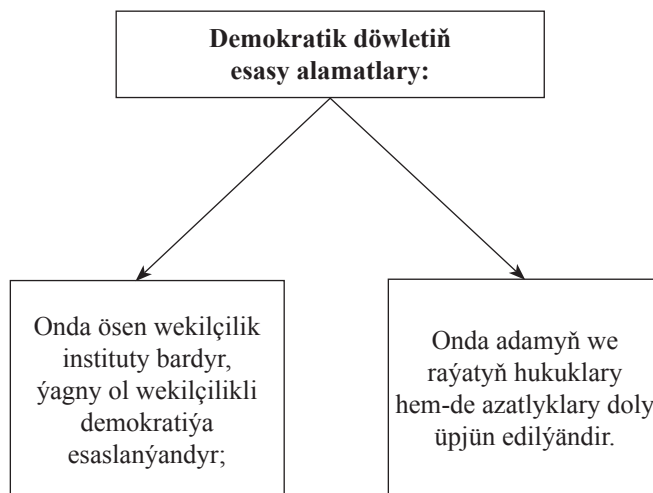 Demokratik döwletiň
esasy alamatlary:
Onda ösen wekilçilik
instituty bardyr,
ýagny ol wekilçilikli
demokratiýa
esaslanýandyr;
Onda adamyň we
raýatyň hukuklary
hem-de azatlyklary doly
üpjün edilýändir.